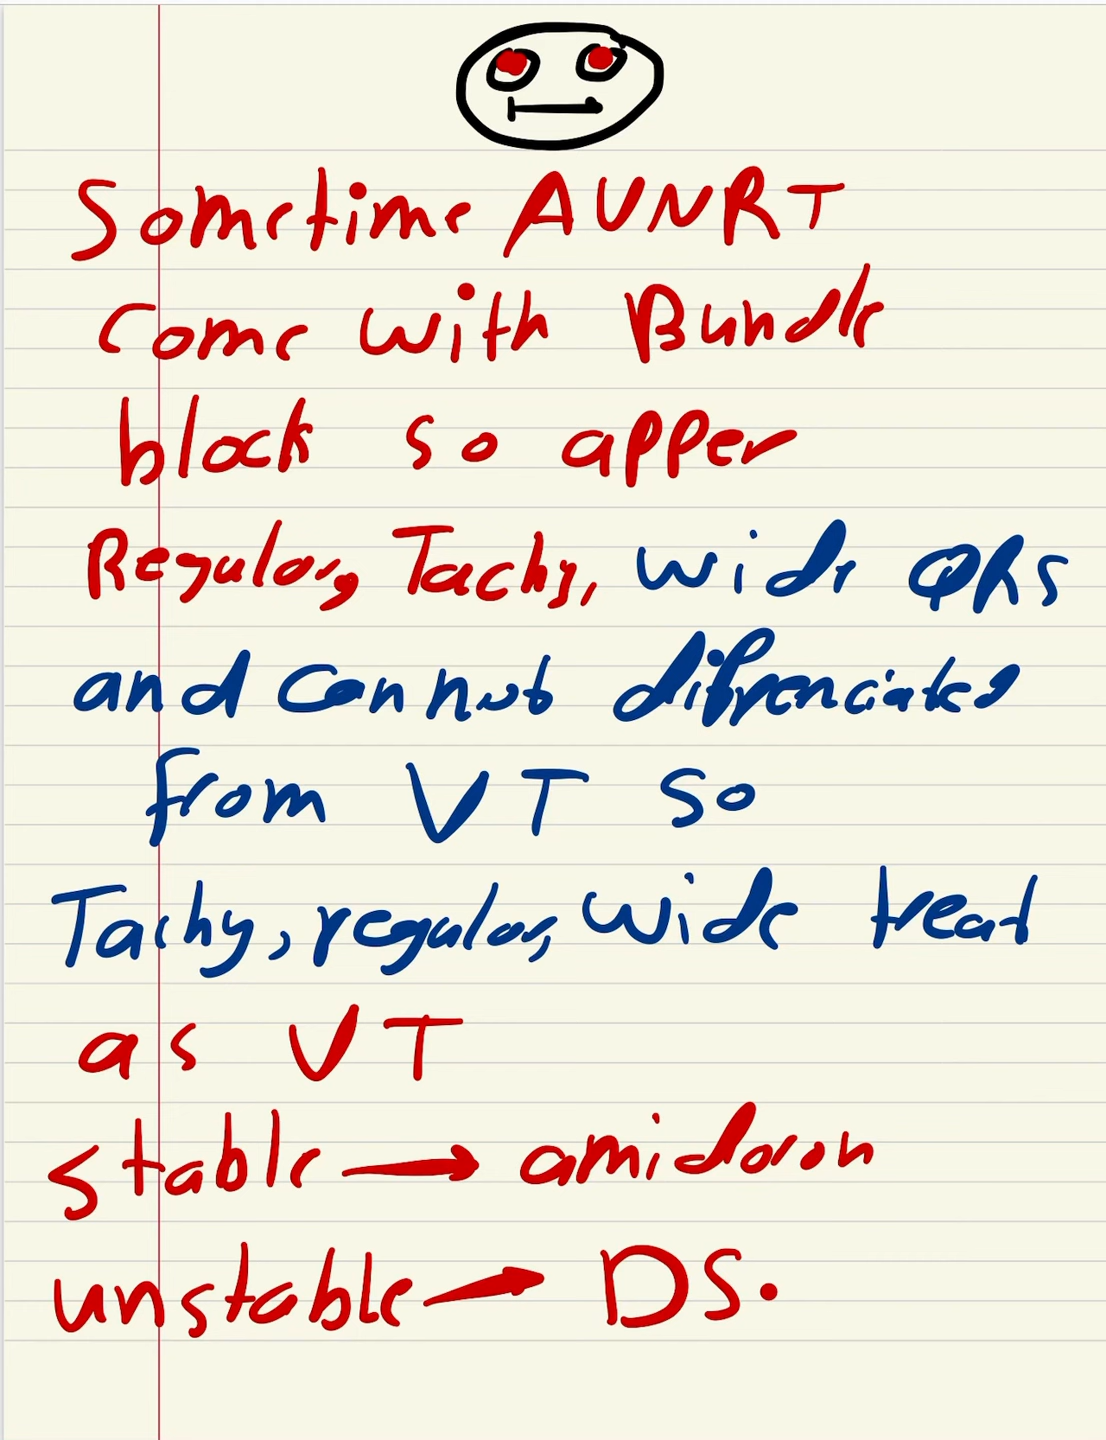 Sometime AVNRT
come with Bundle
block so apper
Regular, Tachy, wide QRS
and cannot difrenciated
from VT so
Tachy, regular, wide treat
as VT
stable → amidoron
unstable → DS.